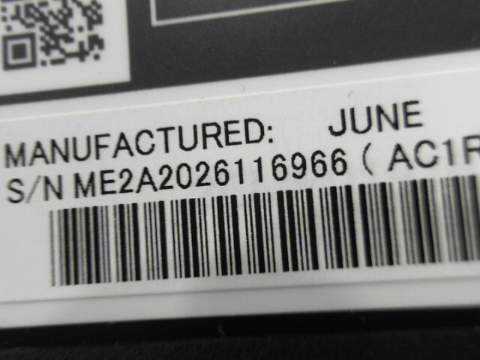 MANUFACTURED: JUNE
S/N ME2A2026116966 ( AC1R